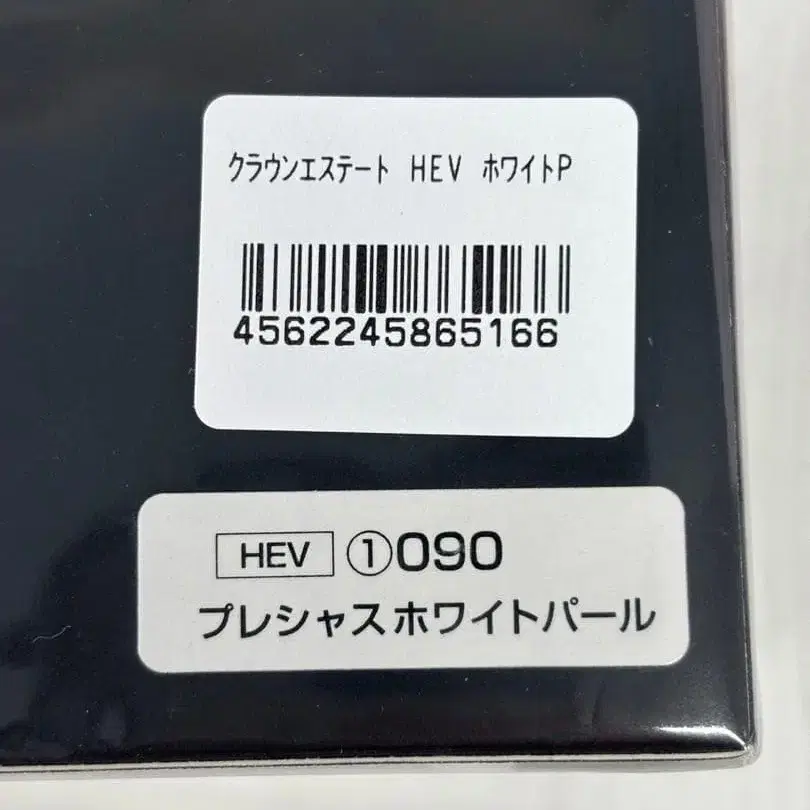 クラウンエステート HEV ホワイトP
4562245865166
HEV ①090
プレシャスホワイトパール